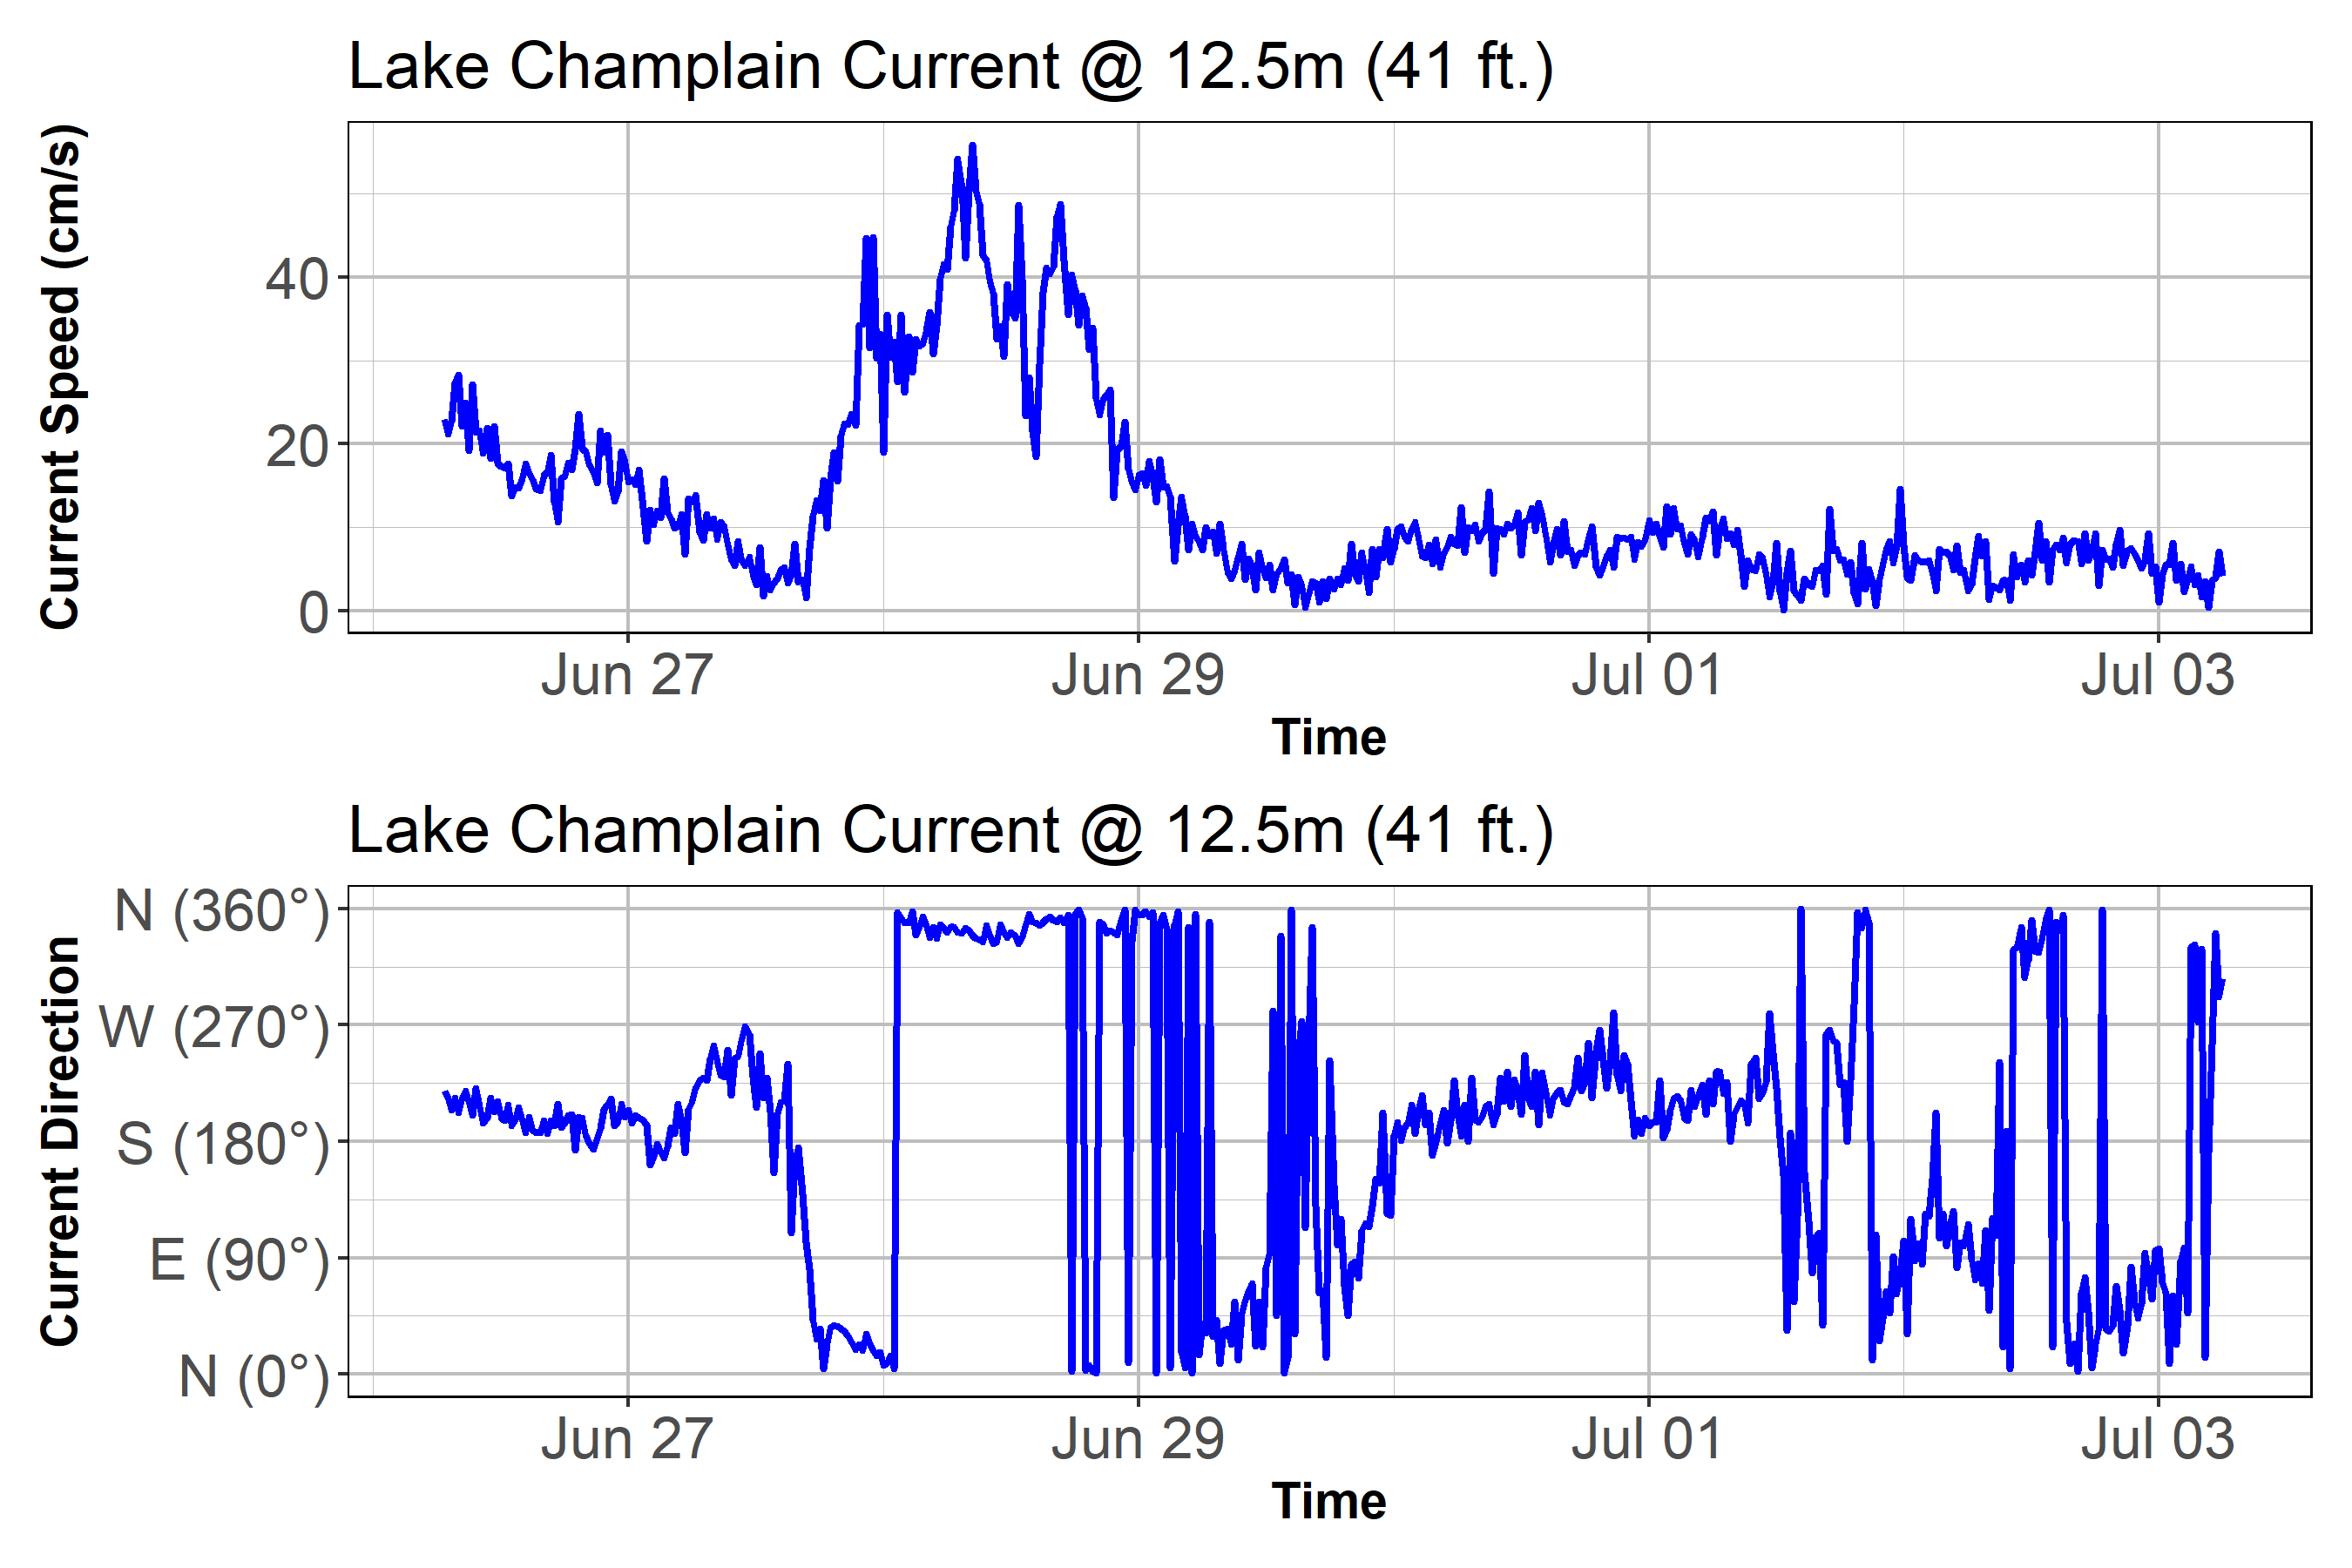 Lake Champlain Current @ 12.5m (41 ft.)
Current Speed (cm/s)
40
20
0
Jun 27
Jun 29
Jul 01
Jul 03
Time
Lake Champlain Current @ 12.5m (41 ft.)
Current Direction
N (360°)
W (270°)
S (180°)
E (90°)
N (0°)
Jun 27
Jun 29
Jul 01
Jul 03
Time